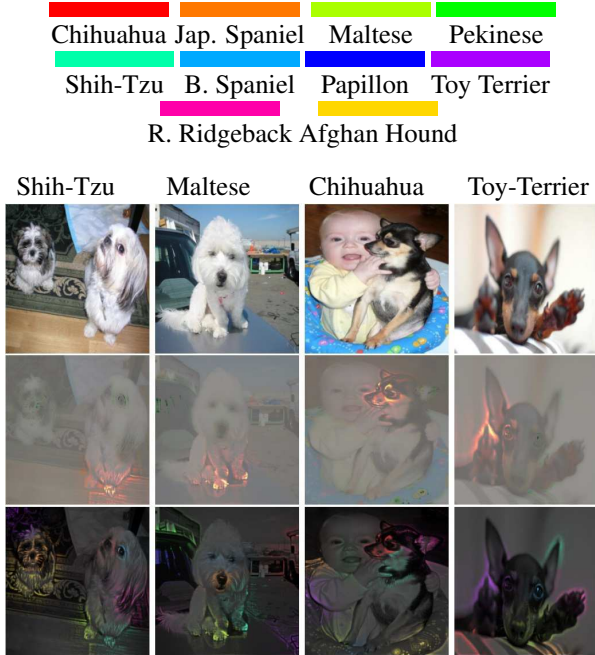 Chihuahua Jap. Spaniel Maltese Pekinese
Shih-Tzu B. Spaniel Papillon Toy Terrier
R. Ridgeback Afghan Hound
Shih-Tzu Maltese Chihuahua Toy-Terrier